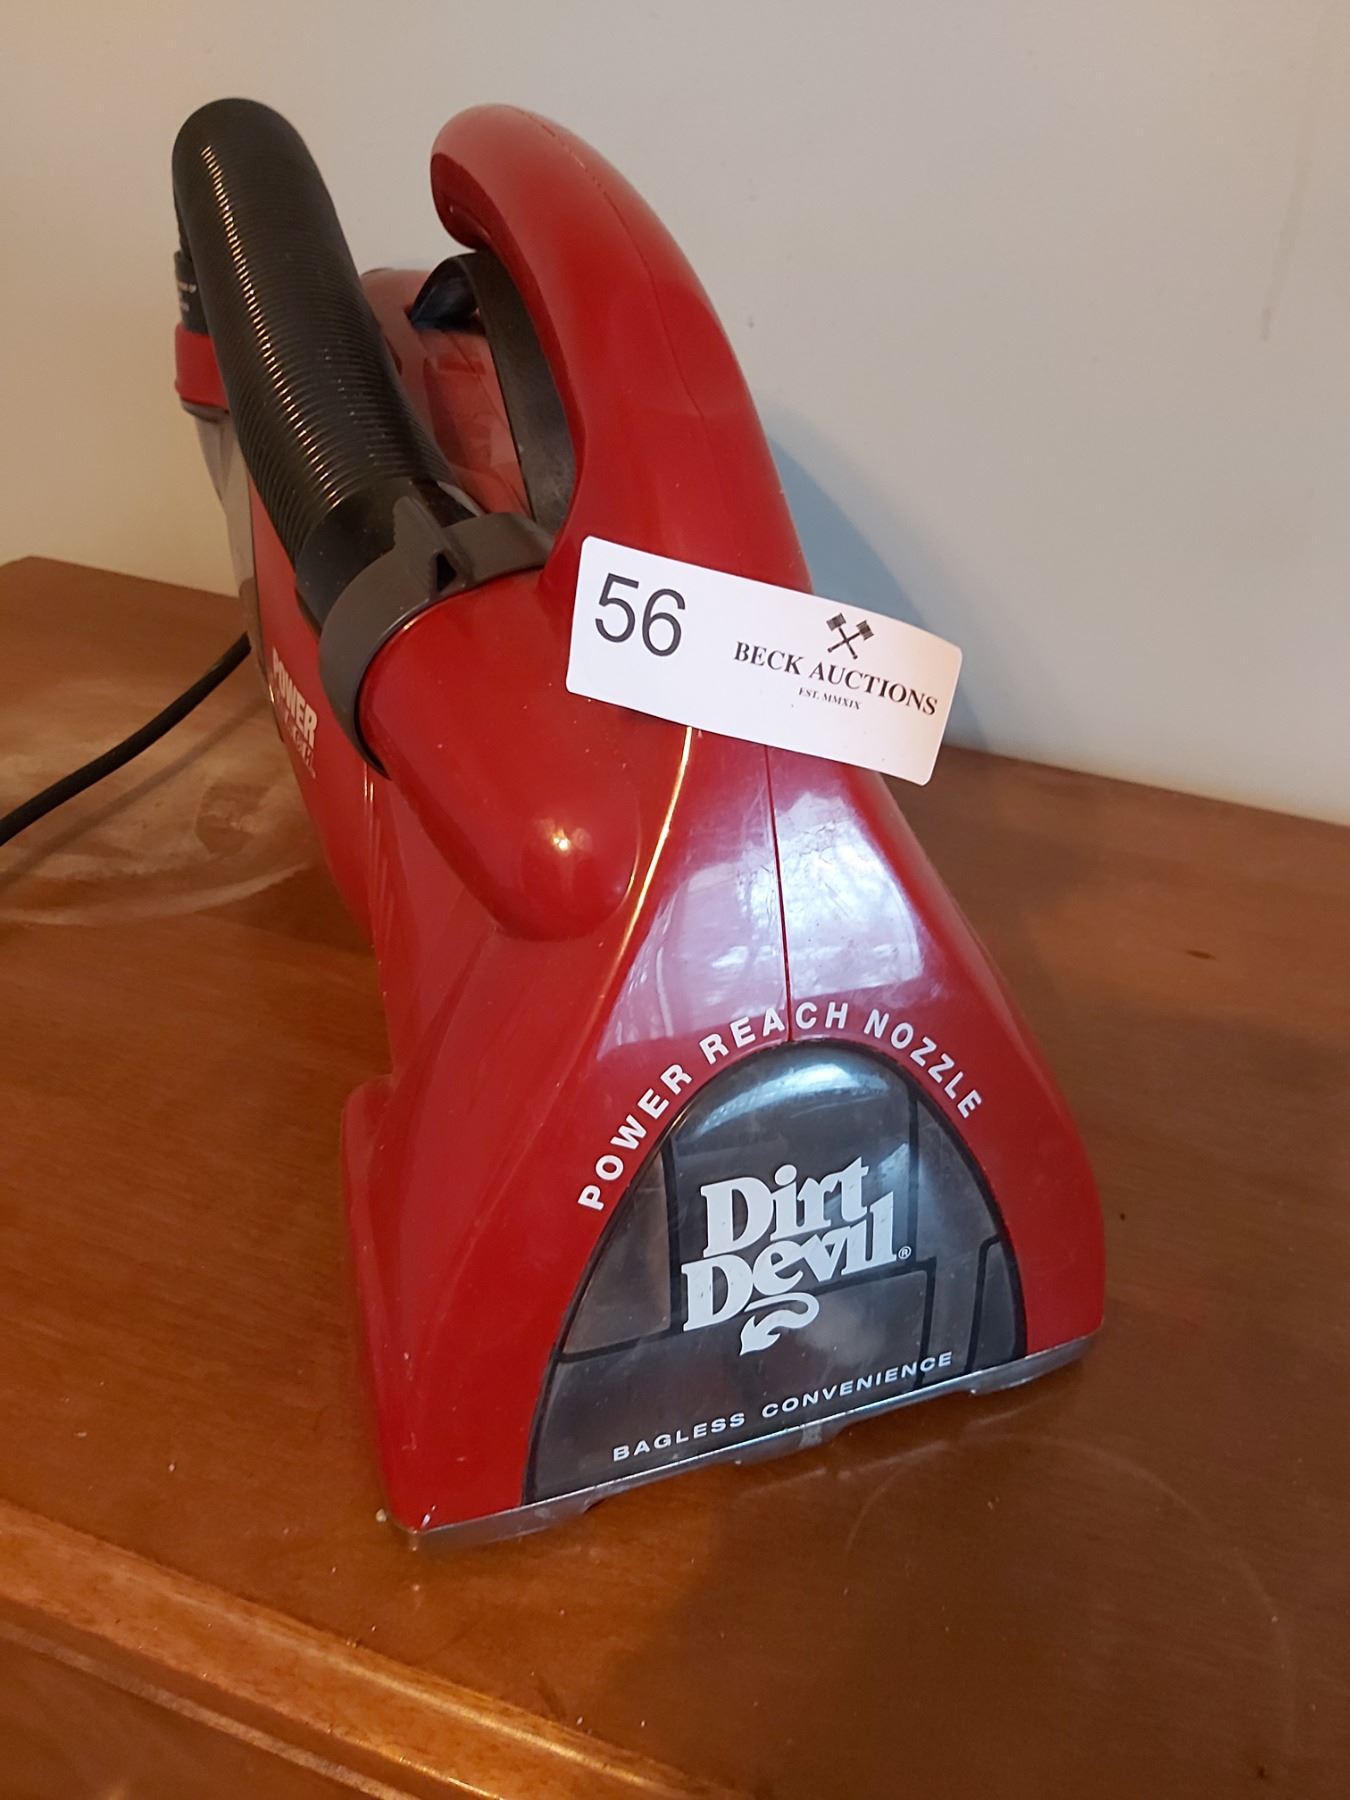 56
BECK AUCTIONS
EST. MMXIX
POWER
POWER REACH NOZZLE
Dirt
Devil®
BAGLESS CONVENIENCE